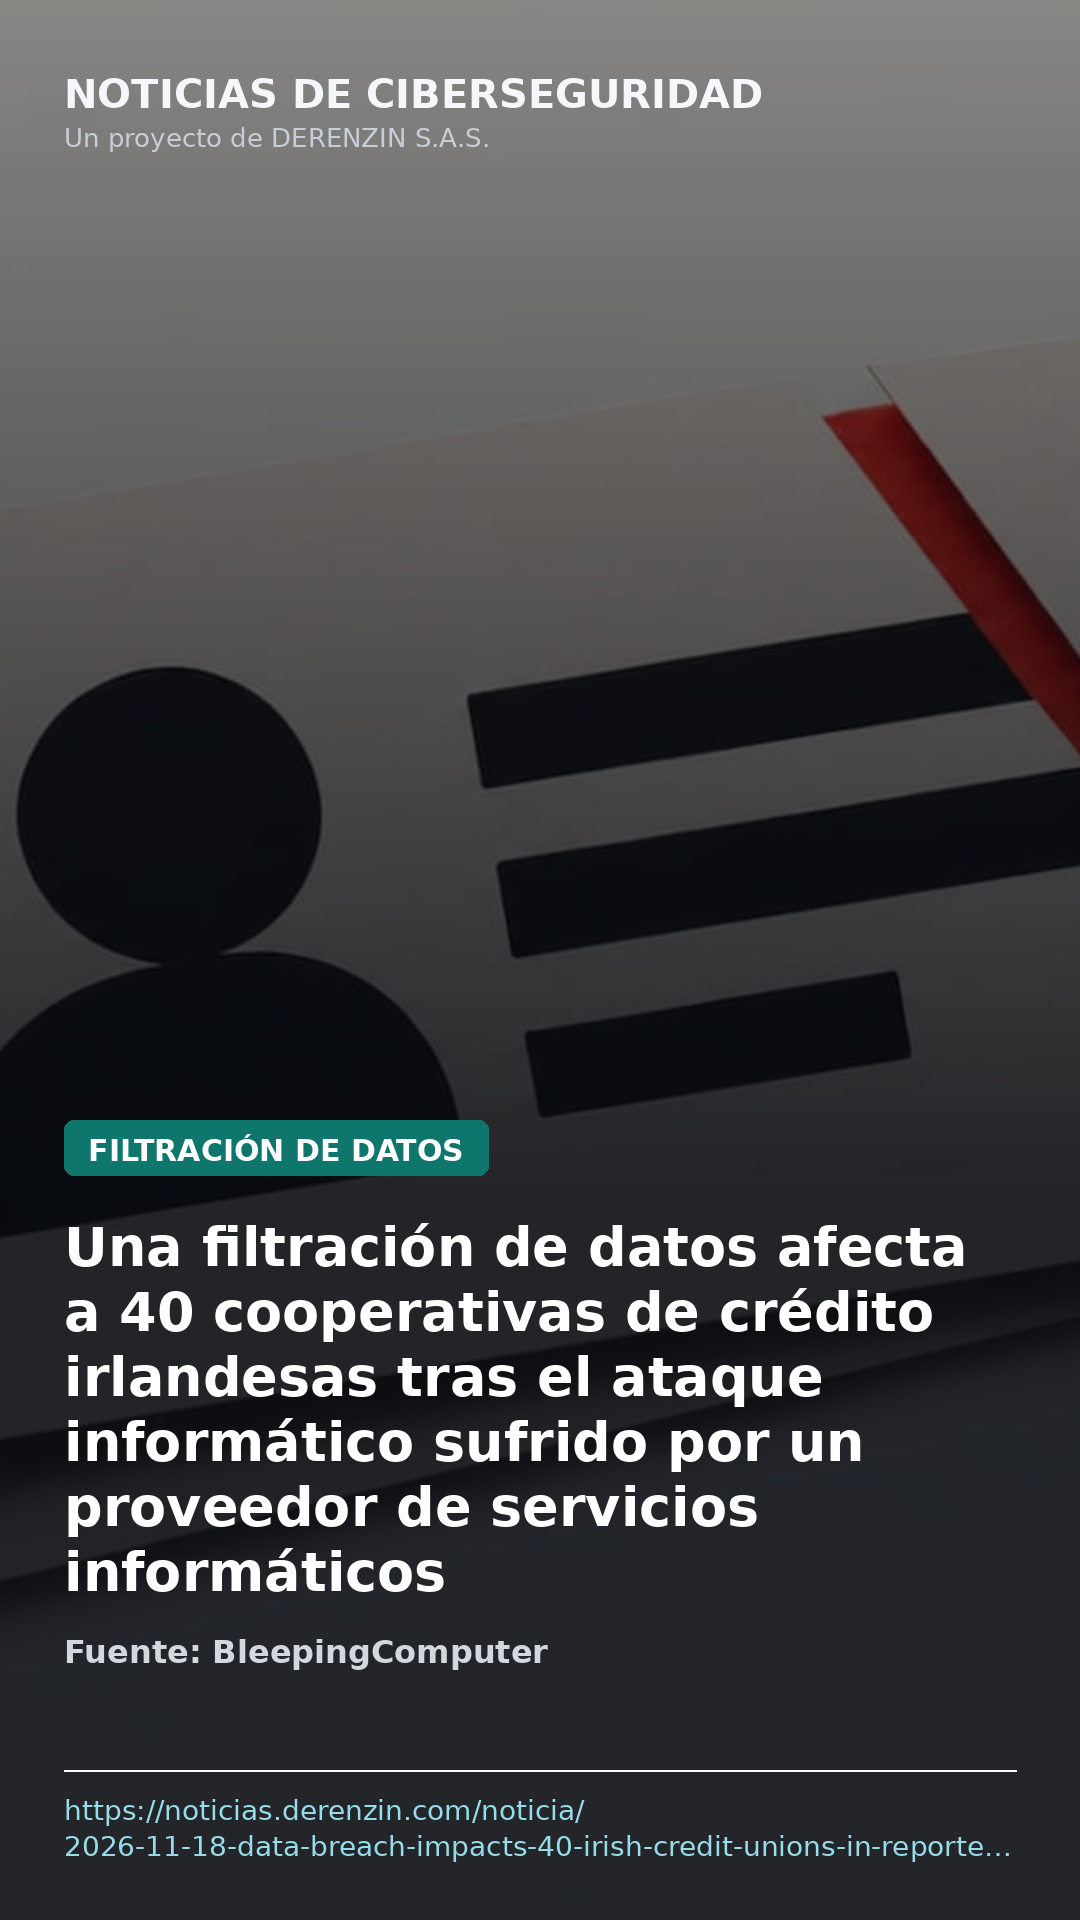 NOTICIAS DE CIBERSEGURIDAD
Un proyecto de DERENZIN S.A.S.
FILTRACIÓN DE DATOS
Una filtración de datos afecta
a 40 cooperativas de crédito
irlandesas tras el ataque
informático sufrido por un
proveedor de servicios
informáticos
Fuente: BleepingComputer
https://noticias.derenzin.com/noticia/
2026-11-18-data-breach-impacts-40-irish-credit-unions-in-reporte...